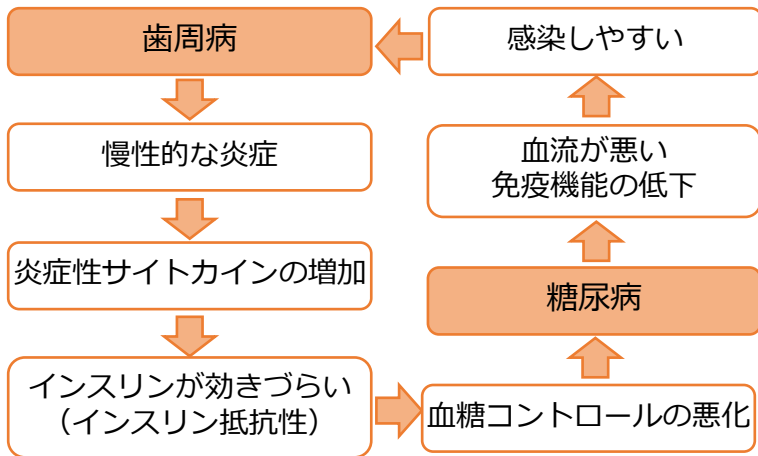 歯周病
慢性的な炎症
炎症性サイトカインの増加
インスリンが効きづらい
（インスリン抵抗性）
血糖コントロールの悪化
糖尿病
血流が悪い
免疫機能の低下
感染しやすい